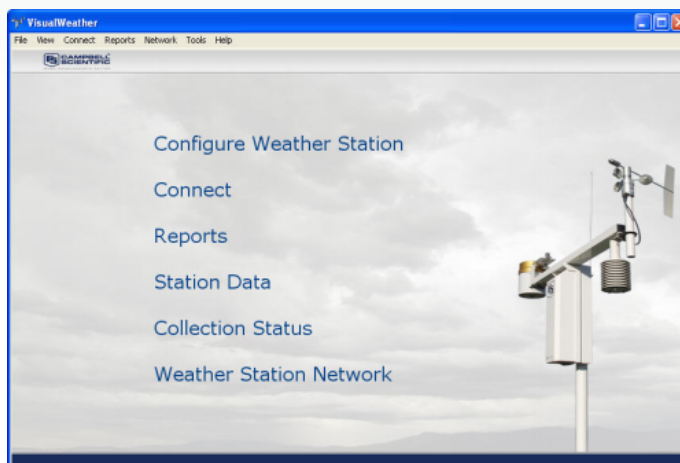 VisualWeather
File View Connect Reports Network Tools Help
CAMPBELL
SCIENTIFIC
Configure Weather Station
Connect
Reports
Station Data
Collection Status
Weather Station Network